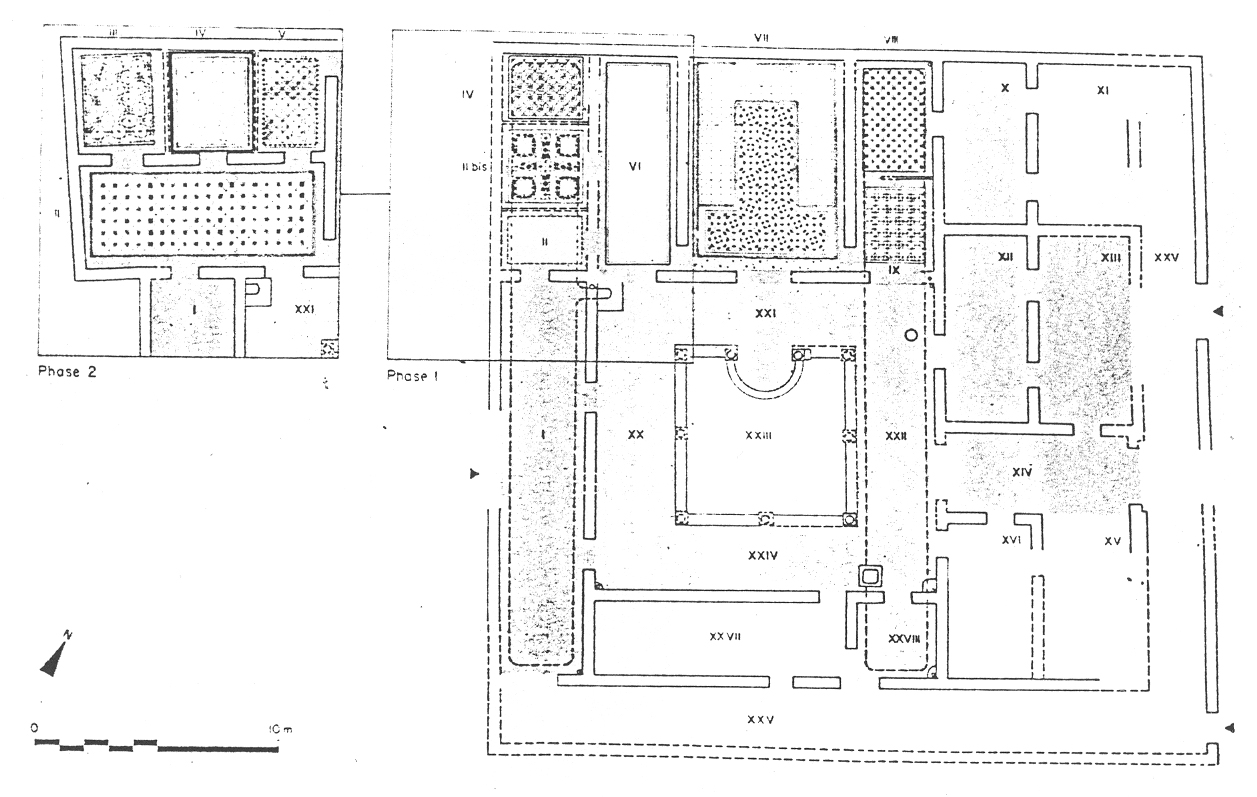 III IV V
II
I
XXI
Phase 2
VII VIII
IV
X XI
II bis VI
II
IX XII XIII XXV
XXI
Phase 1
I XX XXIII XXII
XIV
XXIV XVI XV
XXVII XXVIII
XXV
N
0 10 m